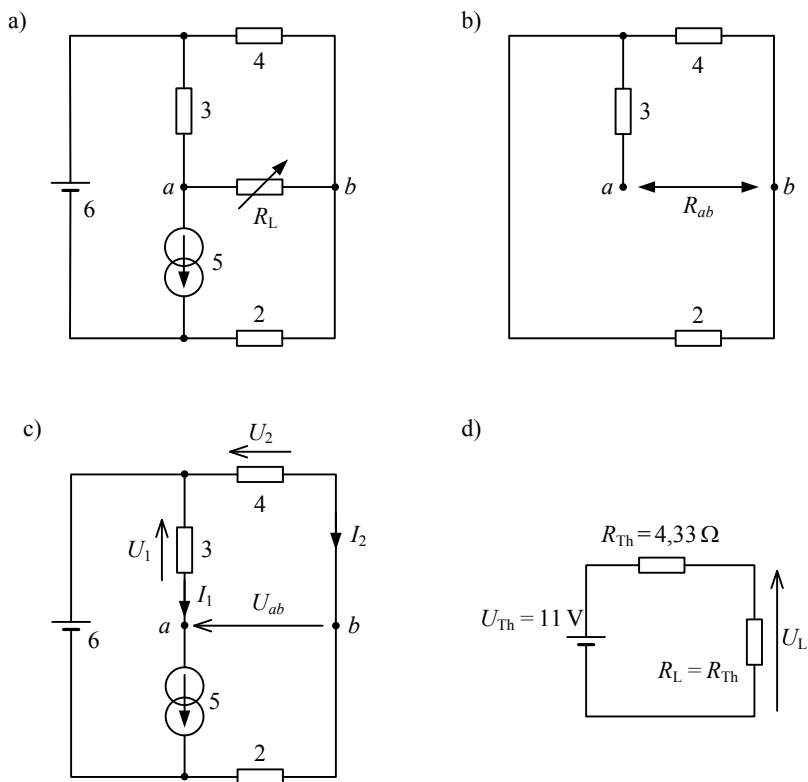 a)
4
3
a
b
6
R_L
5
2
b)
4
3
a
b
R_ab
2
c)
U_2
4
I_2
U_1
3
I_1
U_ab
a
b
6
5
2
d)
R_Th = 4,33 Ω
U_Th = 11 V
U_L
R_L = R_Th